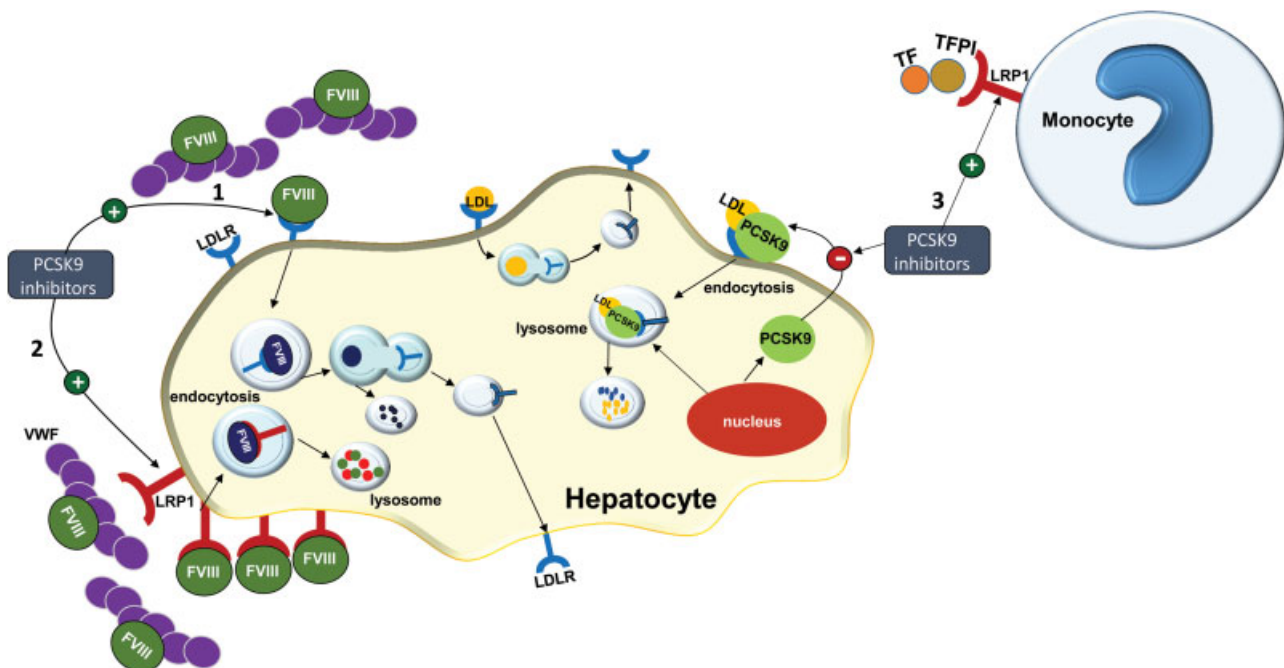 TF
TFPI
LRP1
Monocyte
FVIII
FVIII
1
FVIII
+
LDLR
LDL
LDL
PCSK9
+
3
PCSK9
inhibitors
PCSK9
inhibitors
-
endocytosis
LDL
PCSK9
lysosome
PCSK9
2
+
FVIII
endocytosis
FVIII
nucleus
VWF
LRP1
lysosome
Hepatocyte
FVIII
FVIII
FVIII
FVIII
LDLR
FVIII